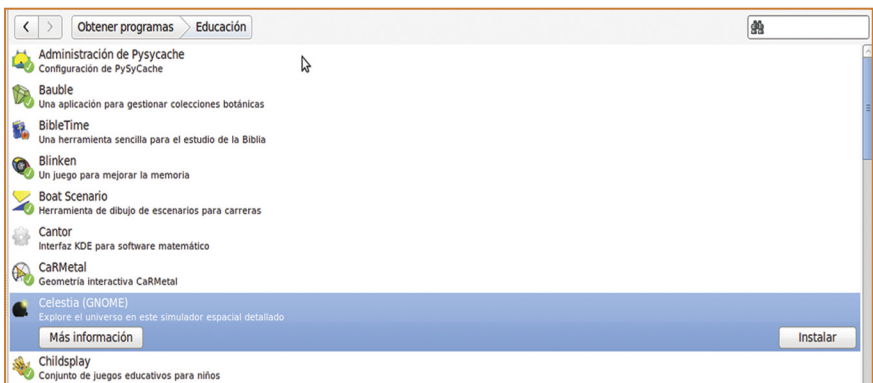 Obtener programas Educación
Administración de Pysycache
Configuración de PySyCache
Bauble
Una aplicación para gestionar colecciones botánicas
BibleTime
Una herramienta sencilla para el estudio de la Biblia
Blinken
Un juego para mejorar la memoria
Boat Scenario
Herramienta de dibujo de escenarios para carreras
Cantor
Interfaz KDE para software matemático
CaRMetal
Geometría interactiva CaRMetal
Celestia (GNOME)
Explore el universo en este simulador espacial detallado
Más información Instalar
Childsplay
Conjunto de juegos educativos para niños